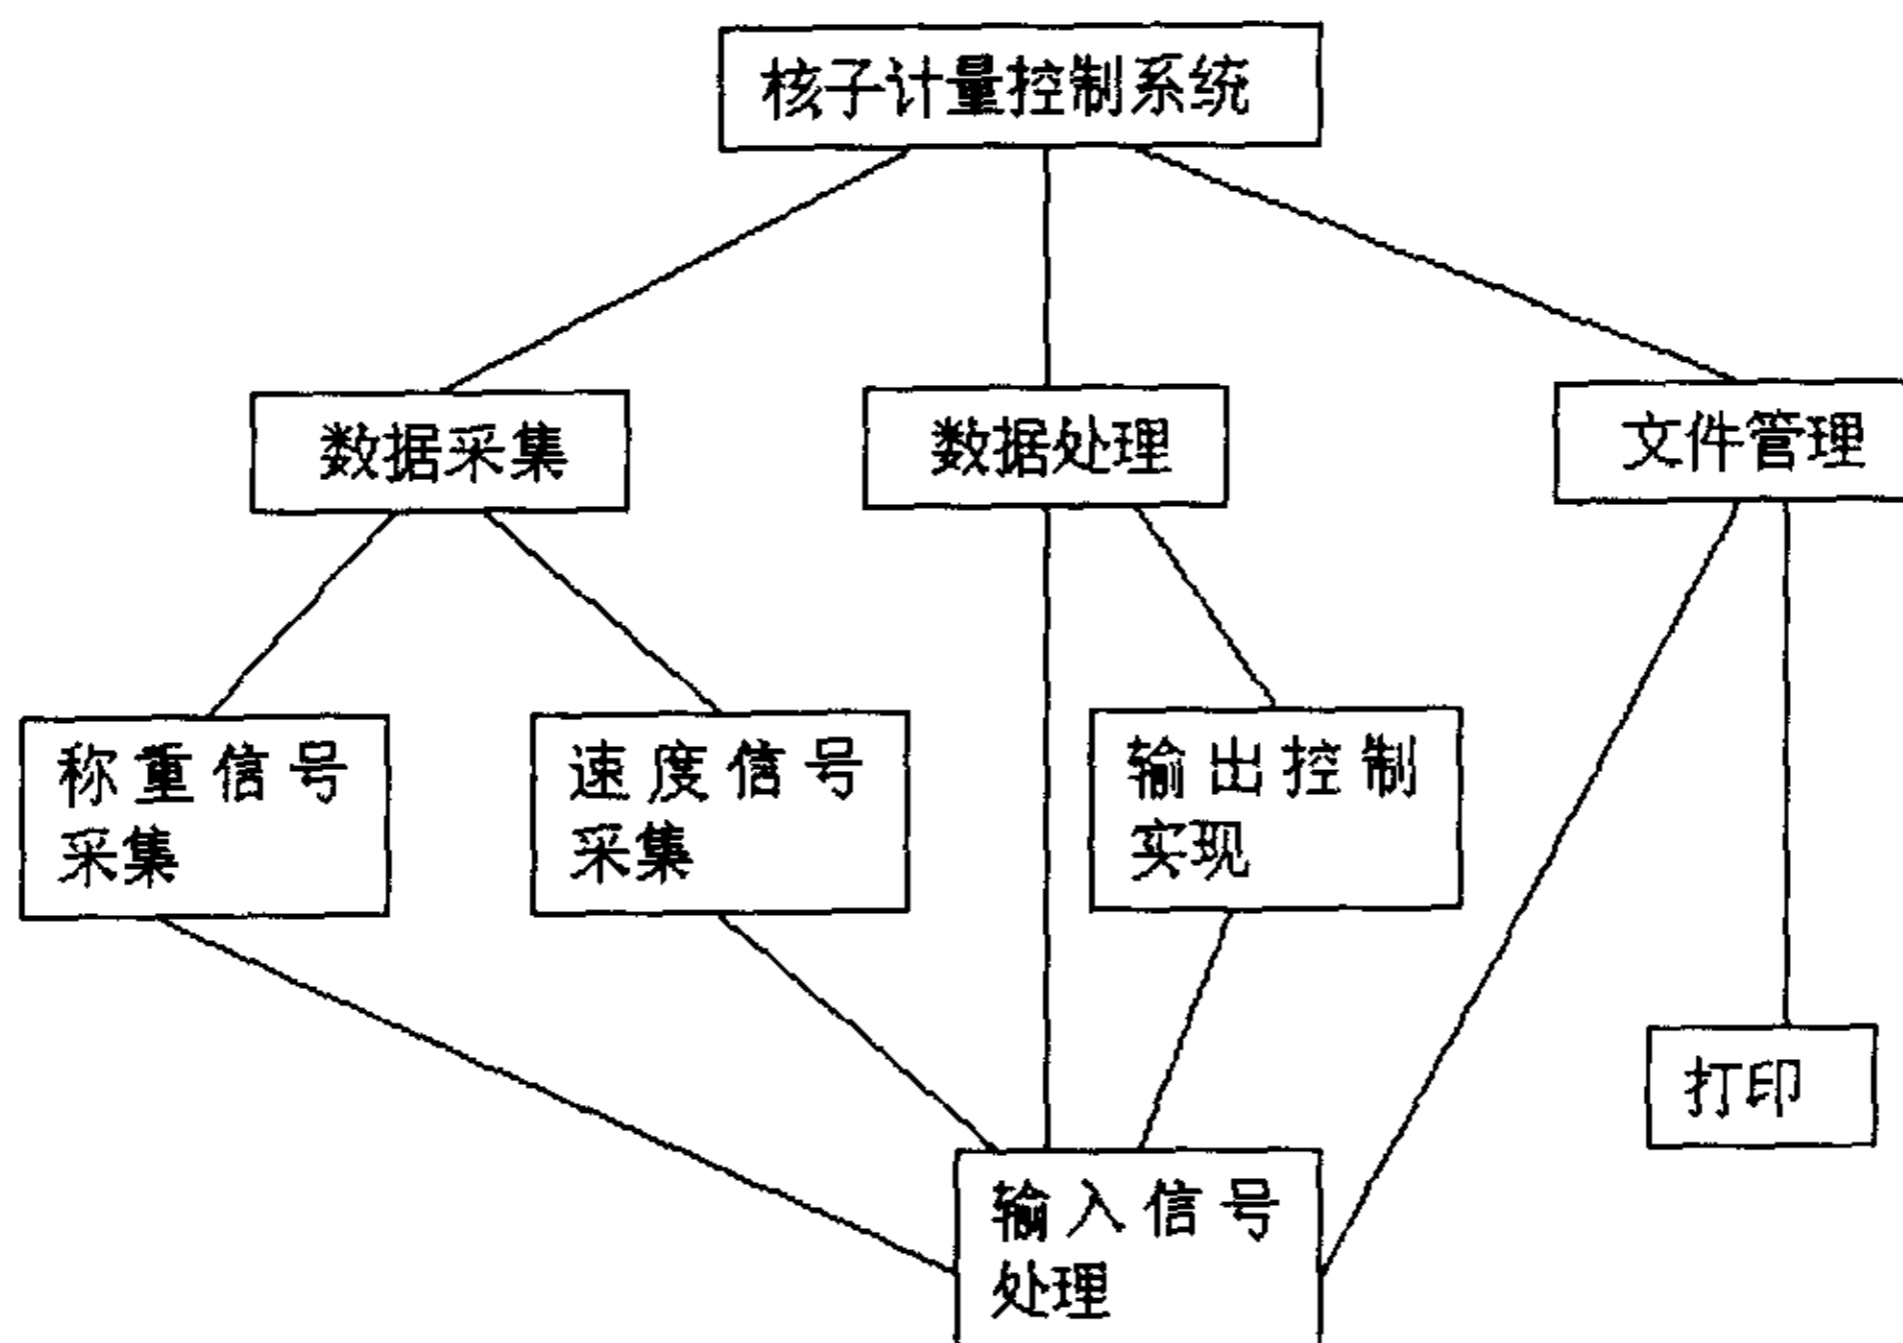 核子计量控制系统
数据采集
数据处理
文件管理
称重信号
采集
速度信号
采集
输出控制
实现
打印
输入信号
处理